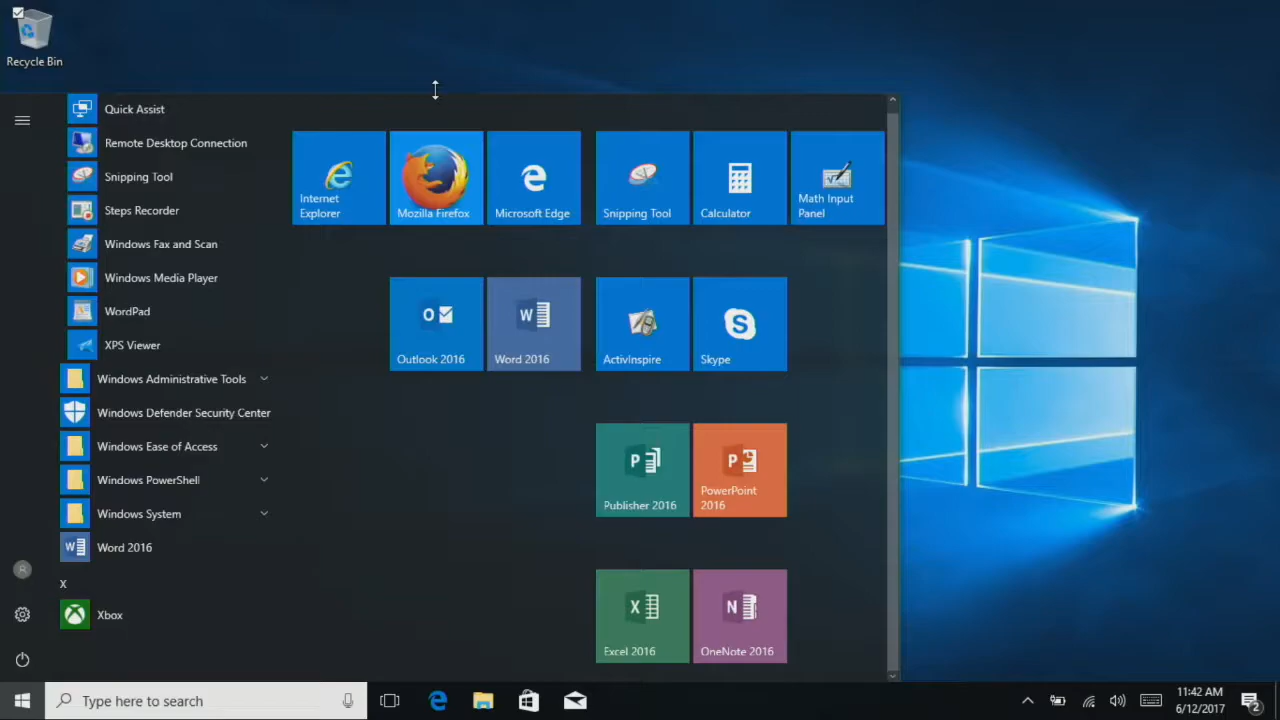 Recycle Bin
Quick Assist
Remote Desktop Connection
Snipping Tool
Steps Recorder
Windows Fax and Scan
Windows Media Player
WordPad
XPS Viewer
Windows Administrative Tools
Windows Defender Security Center
Windows Ease of Access
Windows PowerShell
Windows System
Word 2016
X
Xbox
Internet
Explorer
Mozilla Firefox
Microsoft Edge
Snipping Tool
Calculator
Math Input
Panel
Outlook 2016
Word 2016
ActivInspire
Skype
Publisher 2016
PowerPoint
2016
Excel 2016
OneNote 2016
Type here to search
11:42 AM
6/12/2017
2